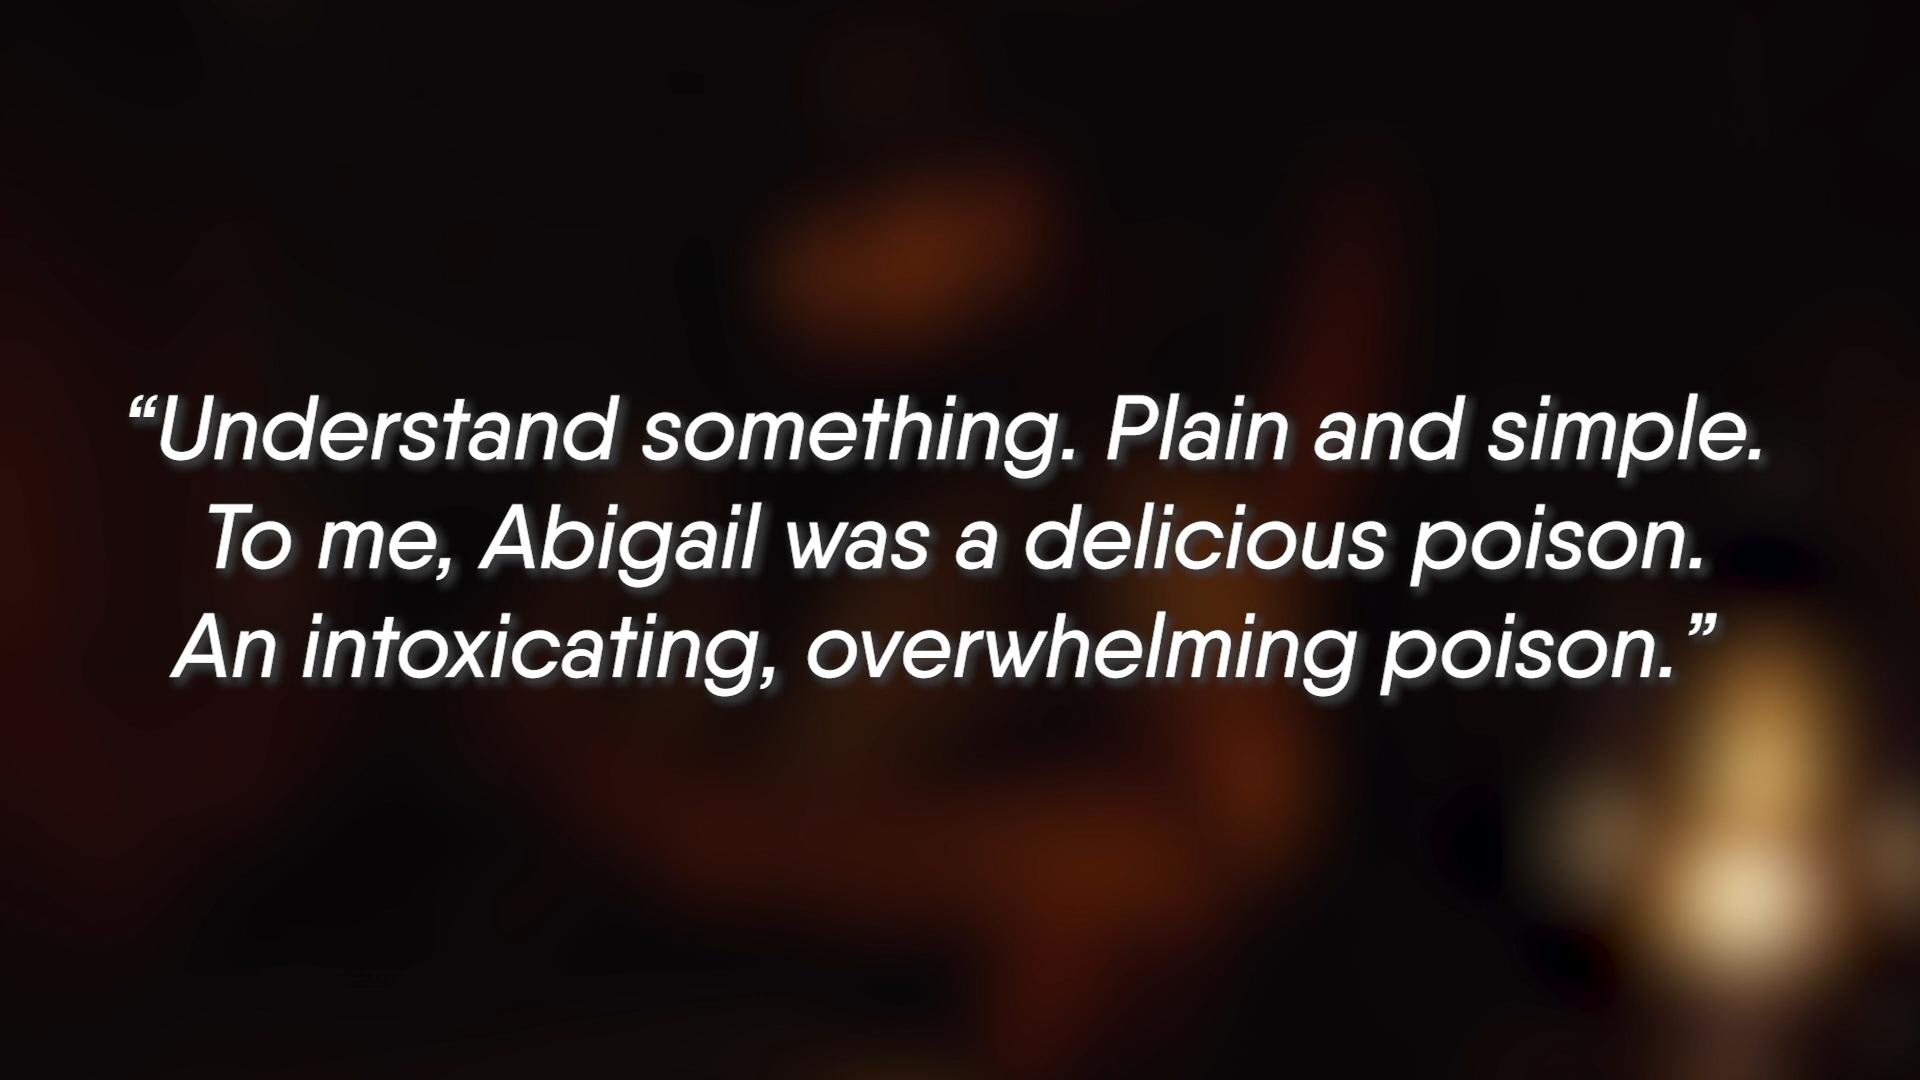 “Understand something. Plain and simple.
To me, Abigail was a delicious poison.
An intoxicating, overwhelming poison.”